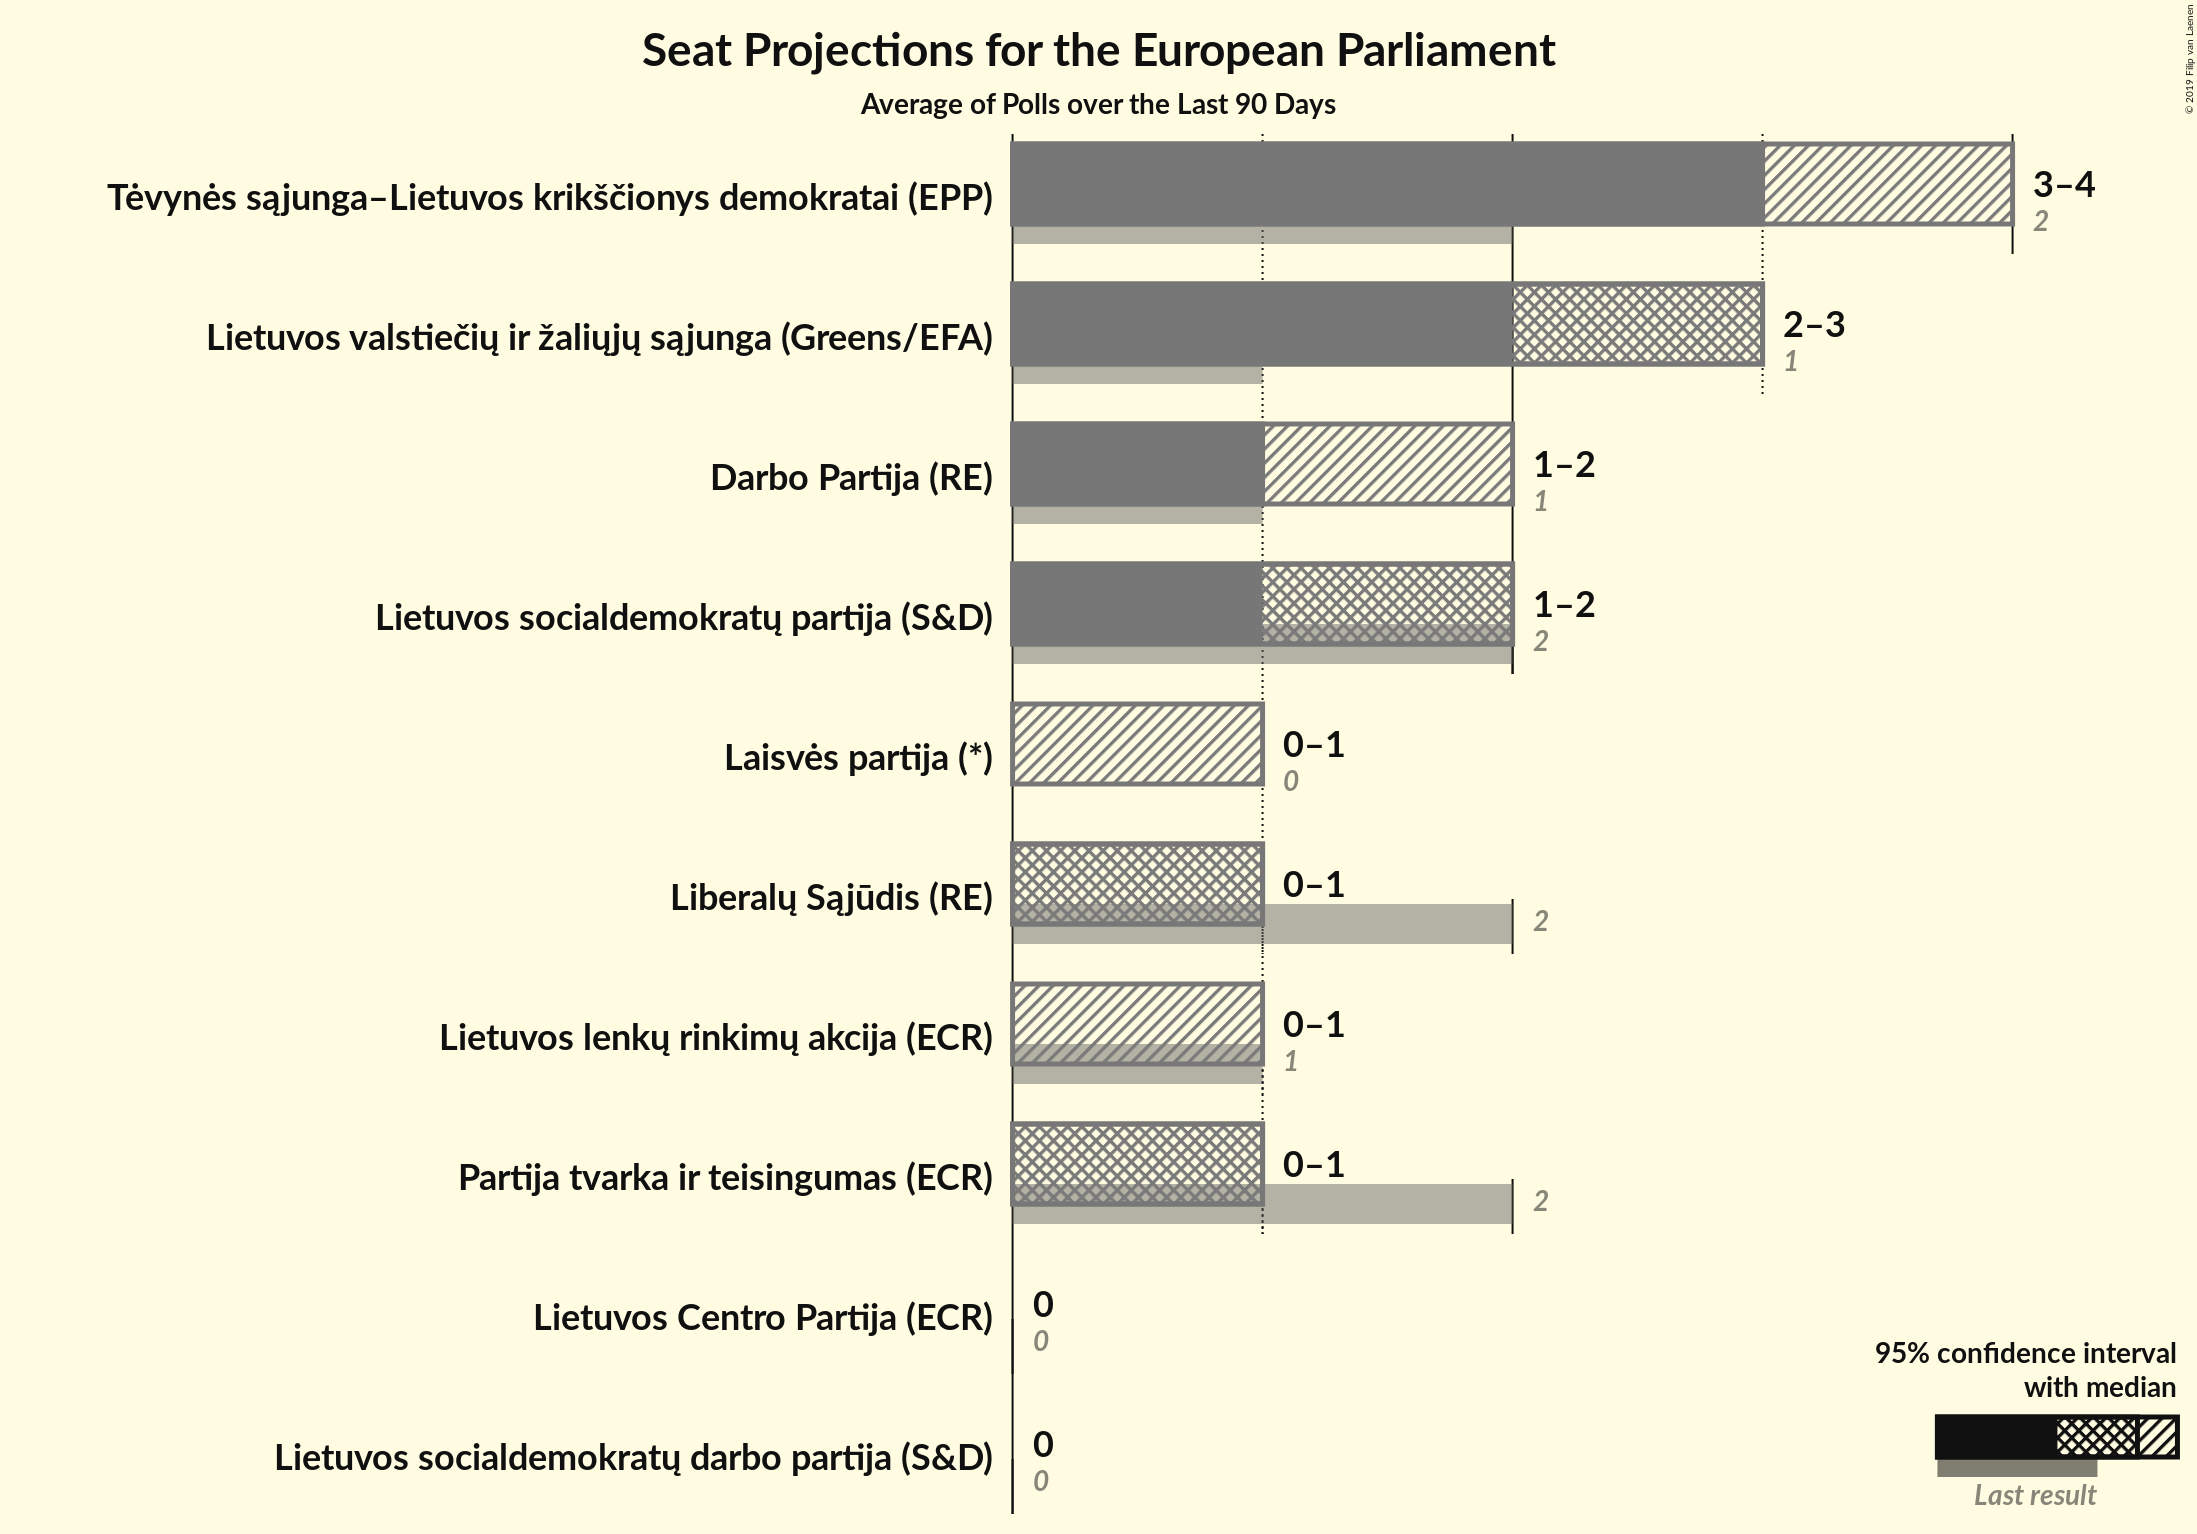 Seat Projections for the European Parliament
Average of Polls over the Last 90 Days
© 2019 Filip van Laenen
Tėvynės sąjunga–Lietuvos krikščionys demokratai (EPP)
3–4
2
Lietuvos valstiečių ir žaliųjų sąjunga (Greens/EFA)
2–3
1
Darbo Partija (RE)
1–2
1
Lietuvos socialdemokratų partija (S&D)
1–2
2
Laisvės partija (*)
0–1
0
Liberalų Sąjūdis (RE)
0–1
2
Lietuvos lenkų rinkimų akcija (ECR)
0–1
1
Partija tvarka ir teisingumas (ECR)
0–1
2
Lietuvos Centro Partija (ECR)
0
0
Lietuvos socialdemokratų darbo partija (S&D)
0
0
95% confidence interval
with median
Last result